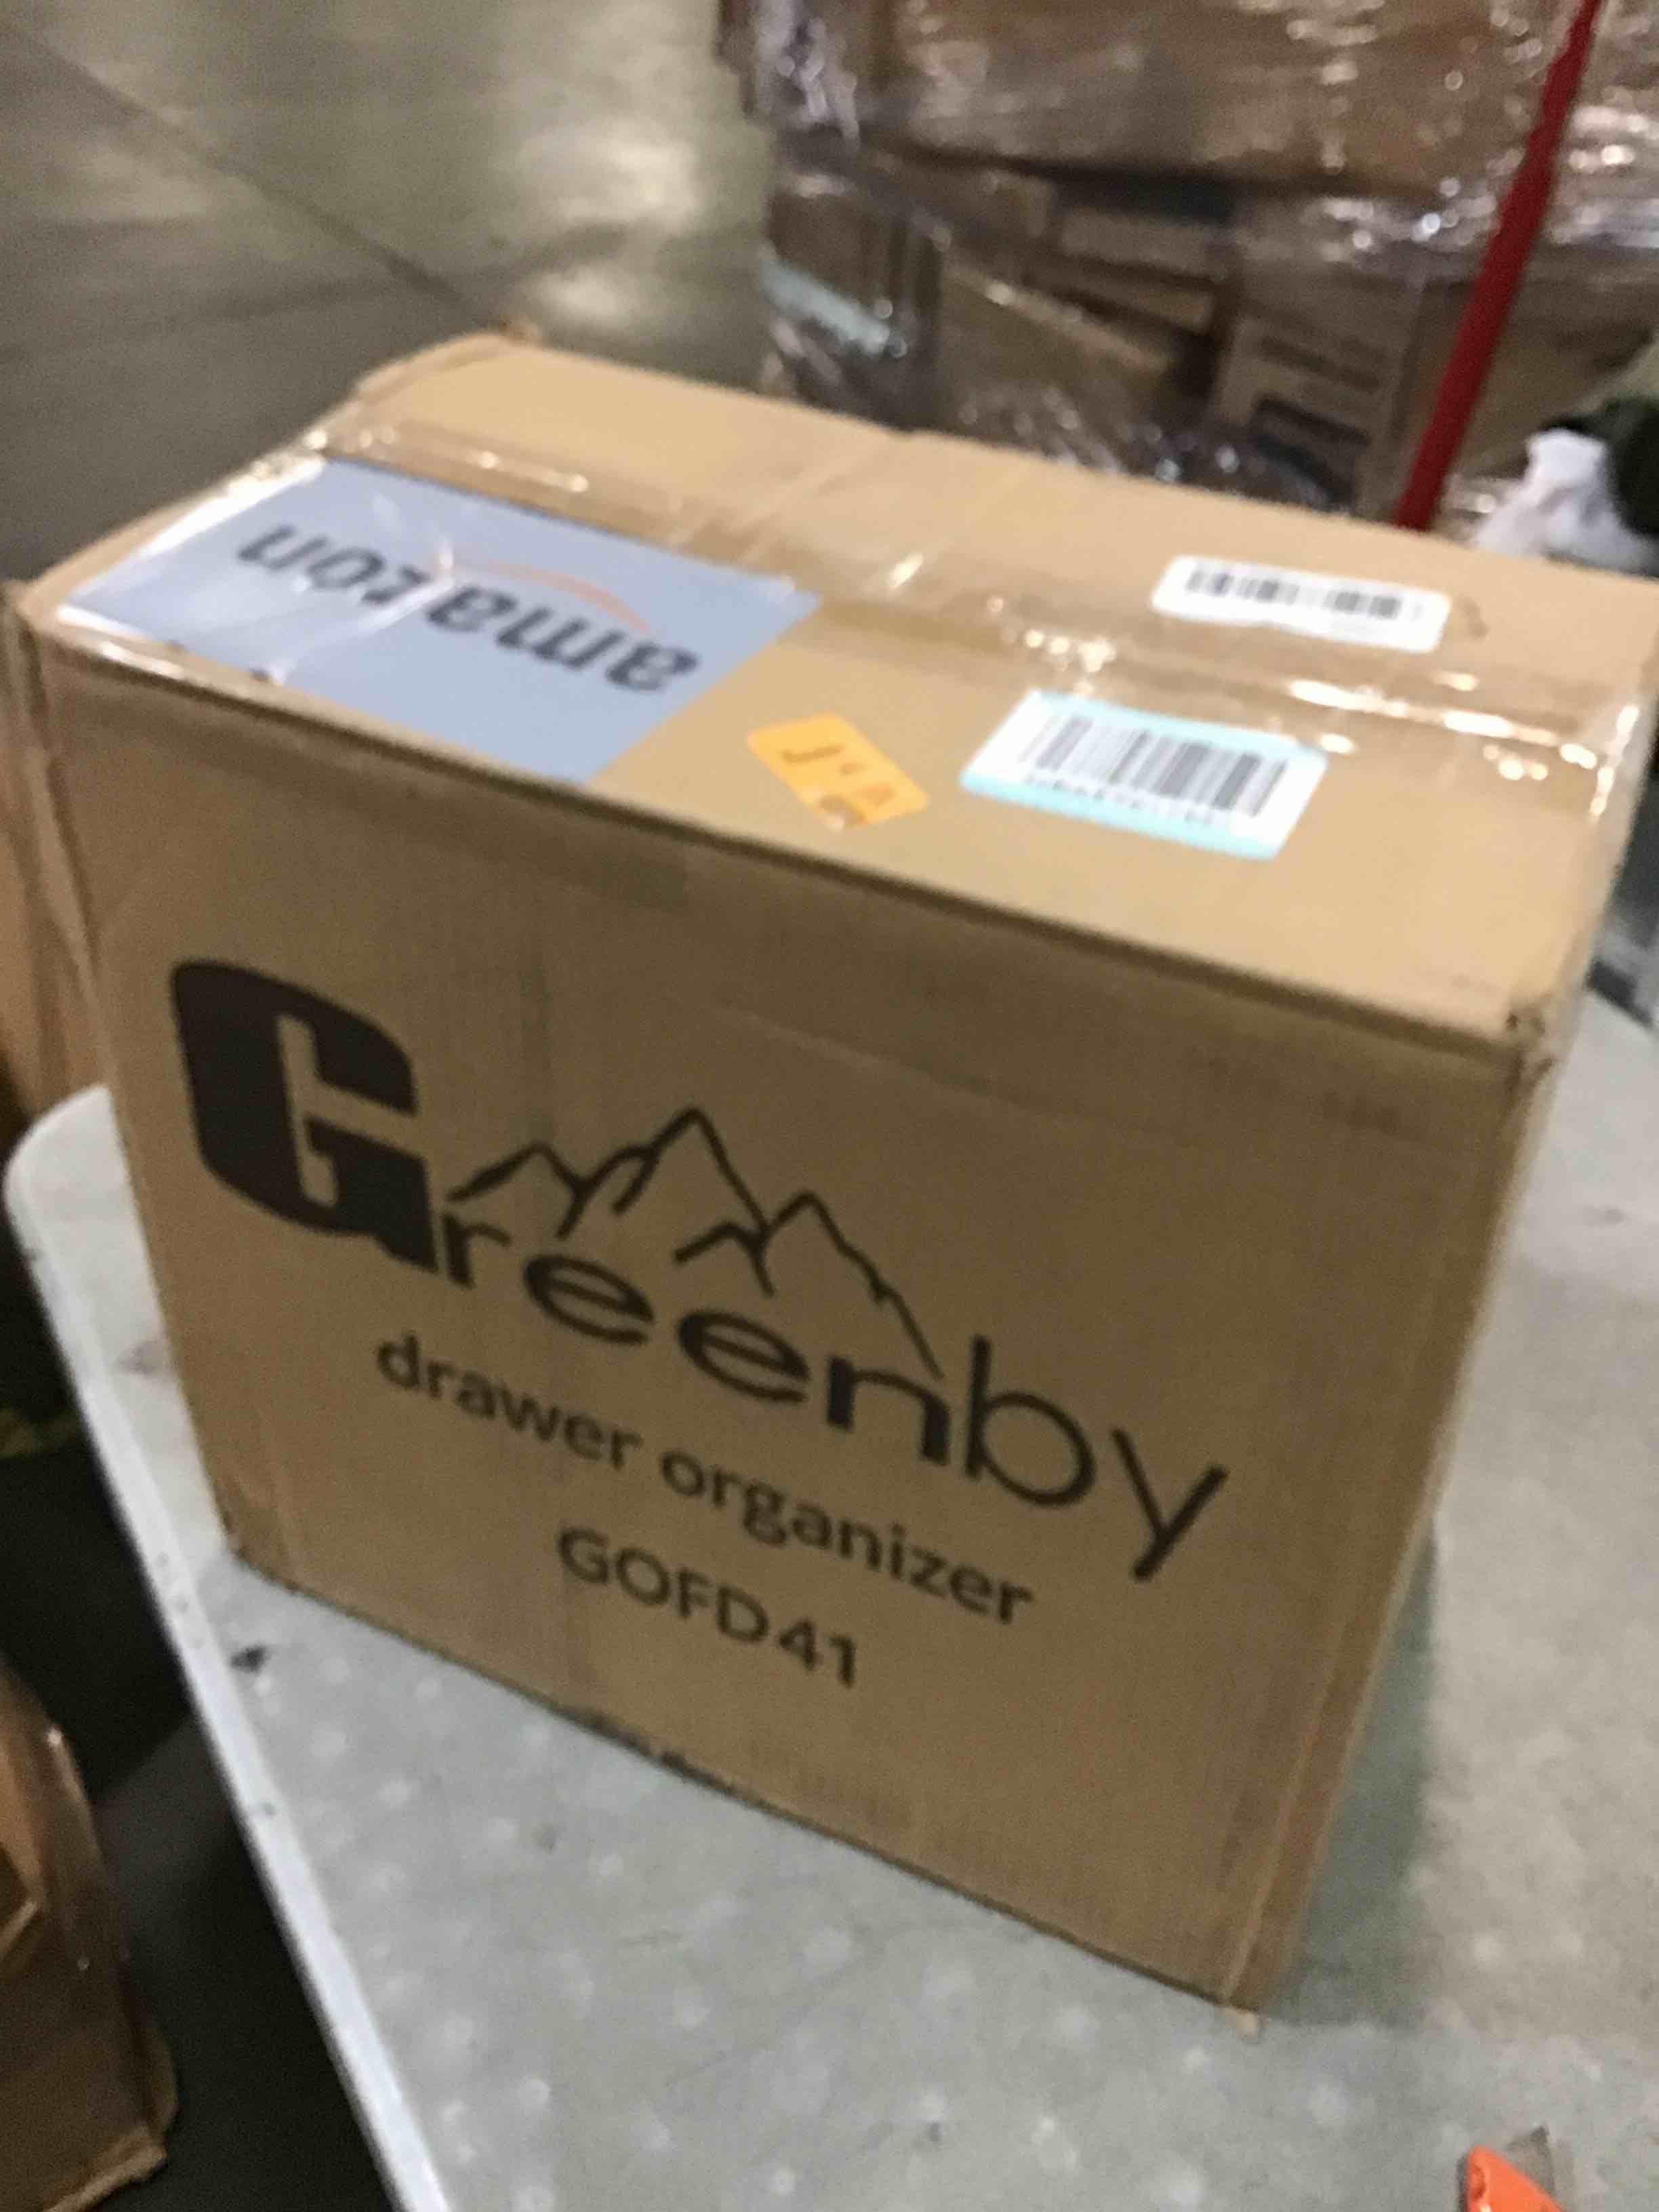 amazon
Greenby
drawer organizer
GOFD41